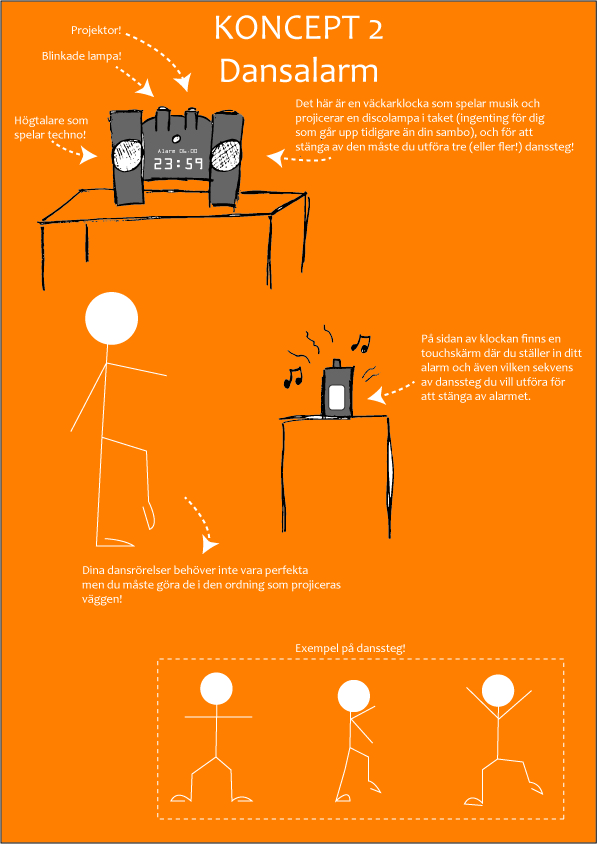 KONCEPT 2
Dansalarm
Projektor!
Blinkade lampa!
Högtalare som
spelar techno!
Det här är en väckarklocka som spelar musik och
projicerar en discolampa i taket (ingenting för dig
som går upp tidigare än din sambo), och för att
stänga av den måste du utföra tre (eller fler!) danssteg!
Alarm 06:00
23:59
På sidan av klockan finns en
touchskärm där du ställer in ditt
alarm och även vilken sekvens
av danssteg du vill utföra för
att stänga av alarmet.
Dina dansrörelser behöver inte vara perfekta
men du måste göra de i den ordning som projiceras
väggen!
Exempel på danssteg!